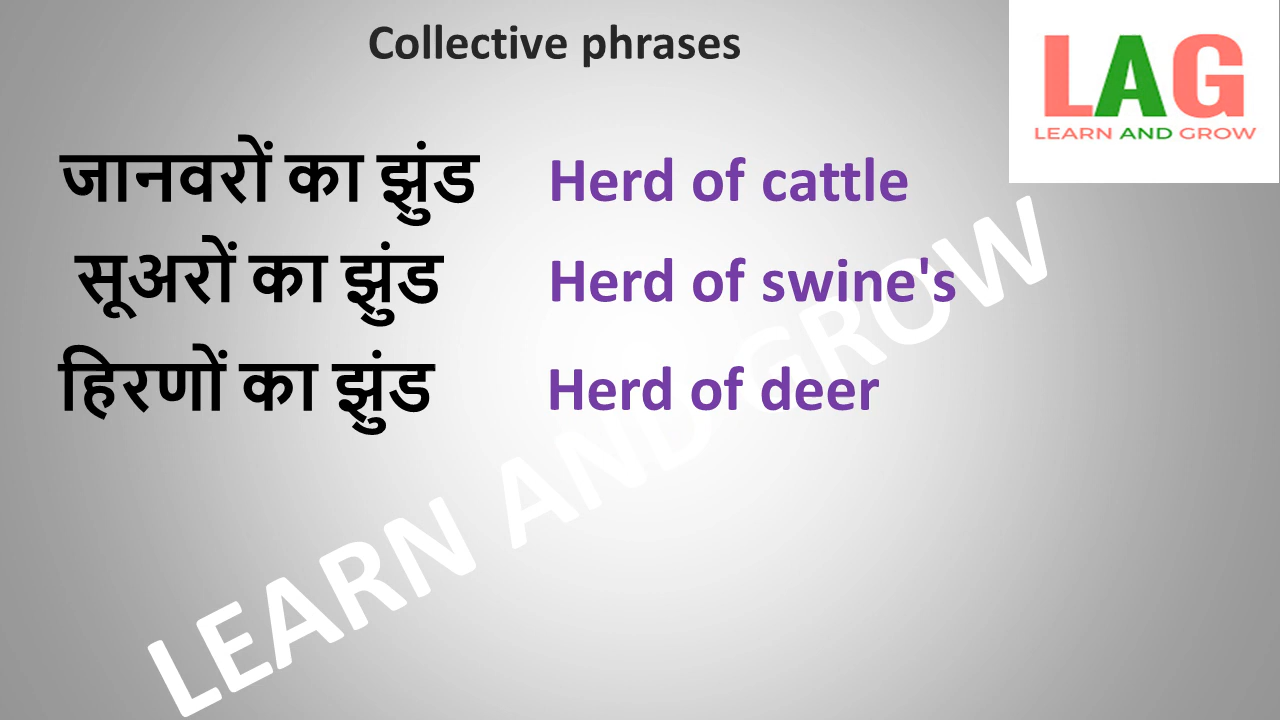 Collective phrases
LAG
LEARN AND GROW
जानवरों का झुंड Herd of cattle
सूअरों का झुंड Herd of swine's
हिरणों का झुंड Herd of deer
LEARN AND GROW